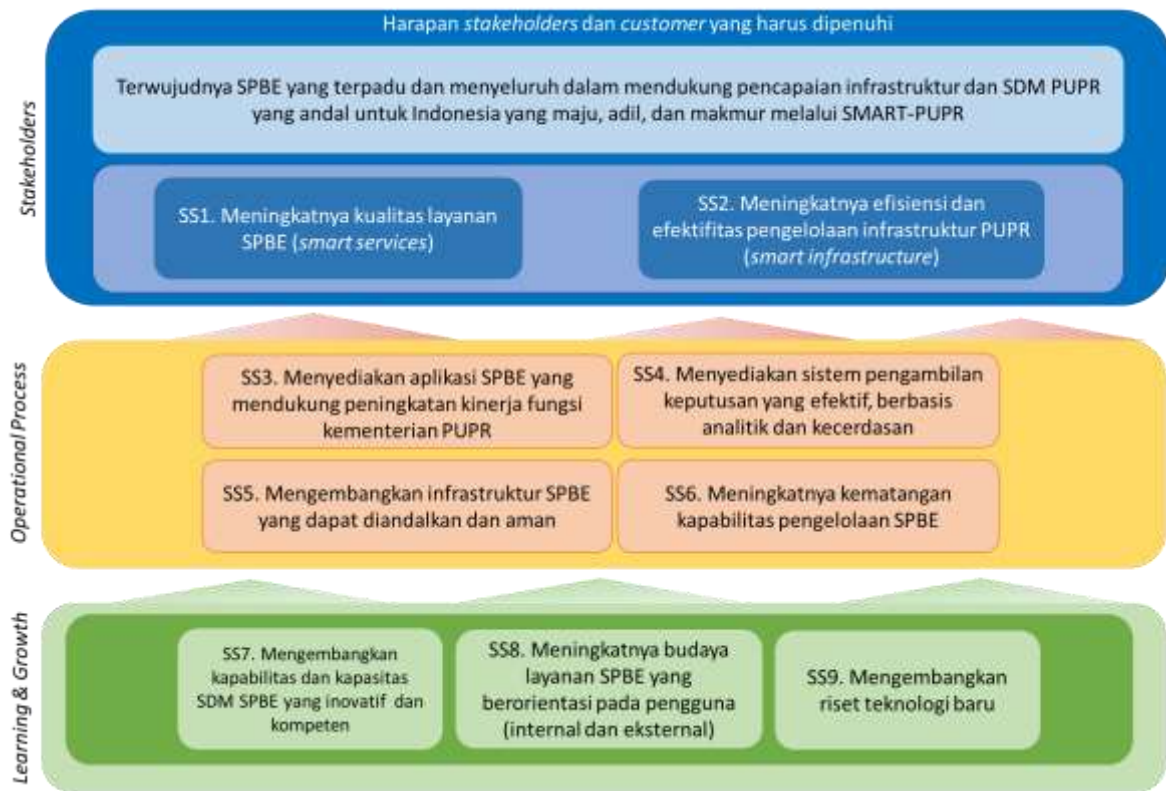 Stakeholders
Harapan stakeholders dan customer yang harus dipenuhi
Terwujudnya SPBE yang terpadu dan menyeluruh dalam mendukung pencapaian infrastruktur dan SDM PUPR
yang andal untuk Indonesia yang maju, adil, dan makmur melalui SMART-PUPR
SS1. Meningkatnya kualitas layanan
SPBE (smart services)
SS2. Meningkatnya efisiensi dan
efektifitas pengelolaan infrastruktur PUPR
(smart infrastructure)
Operational Process
SS3. Menyediakan aplikasi SPBE yang
mendukung peningkatan kinerja fungsi
kementerian PUPR
SS4. Menyediakan sistem pengambilan
keputusan yang efektif, berbasis
analitik dan kecerdasan
SS5. Mengembangkan infrastruktur SPBE
yang dapat diandalkan dan aman
SS6. Meningkatnya kematangan
kapabilitas pengelolaan SPBE
Learning & Growth
SS7. Mengembangkan
kapabilitas dan kapasitas
SDM SPBE yang inovatif dan
kompeten
SS8. Meningkatnya budaya
layanan SPBE yang
berorientasi pada pengguna
(internal dan eksternal)
SS9. Mengembangkan
riset teknologi baru